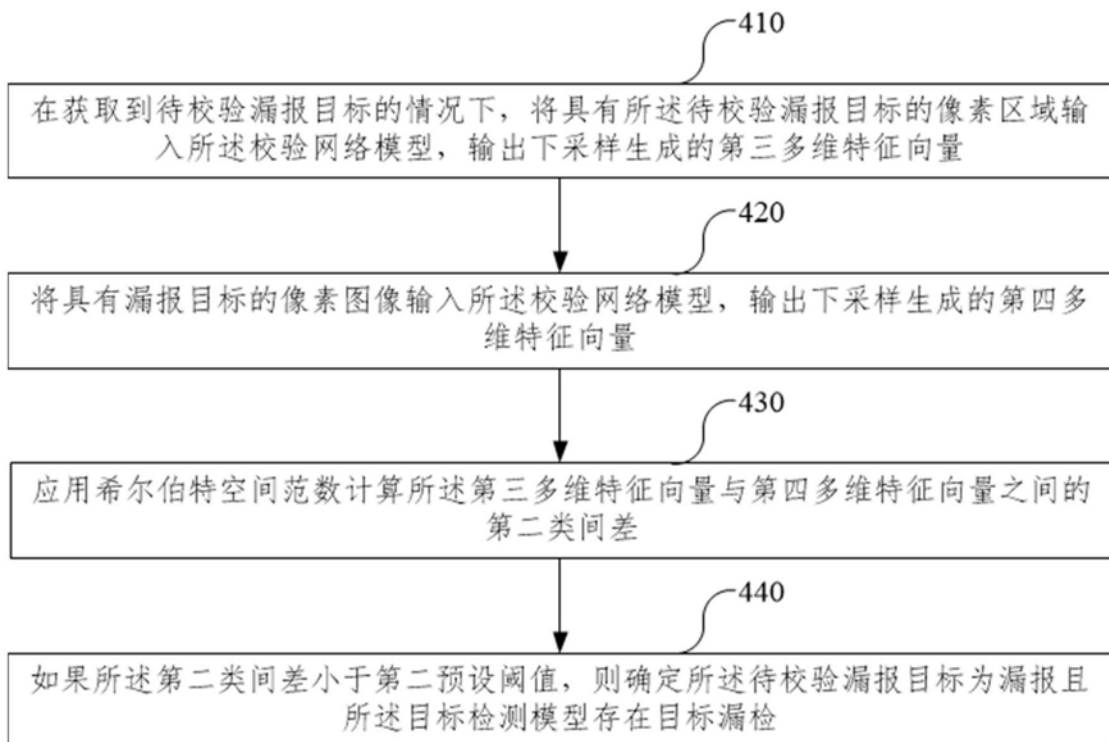 410
在获取到待校验漏报目标的情况下，将具有所述待校验漏报目标的像素区域输
入所述校验网络模型，输出下采样生成的第三多维特征向量
420
将具有漏报目标的像素图像输入所述校验网络模型，输出下采样生成的第四多
维特征向量
430
应用希尔伯特空间范数计算所述第三多维特征向量与第四多维特征向量之间的
第二类间差
440
如果所述第二类间差小于第二预设阈值，则确定所述待校验漏报目标为漏报且
所述目标检测模型存在目标漏检